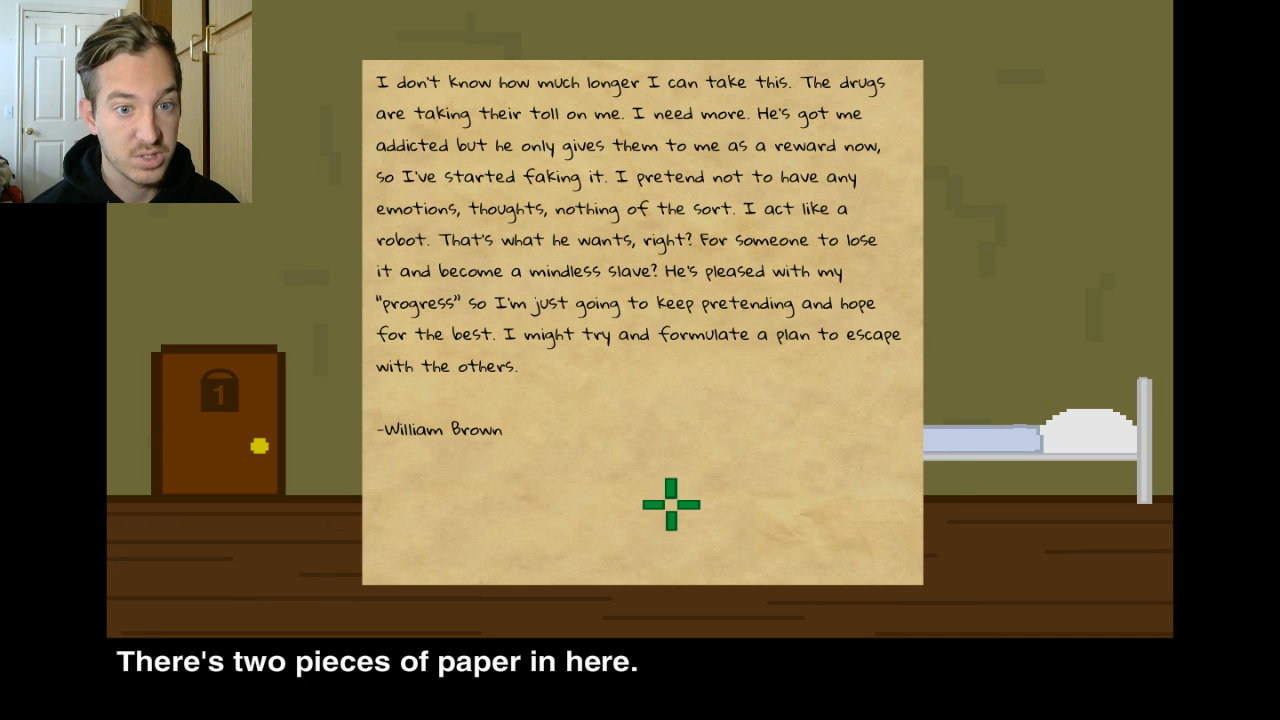 I don't know how much longer I can take this. The drugs
are taking their toll on me. I need more. He's got me
addicted but he only gives them to me as a reward now,
so I've started faking it. I pretend not to have any
emotions, thoughts, nothing of the sort. I act like a
robot. That's what he wants, right? For someone to lose
it and become a mindless slave? He's pleased with my
"progress" so I'm just going to keep pretending and hope
for the best. I might try and formulate a plan to escape
with the others.
-William Brown
1
There's two pieces of paper in here.